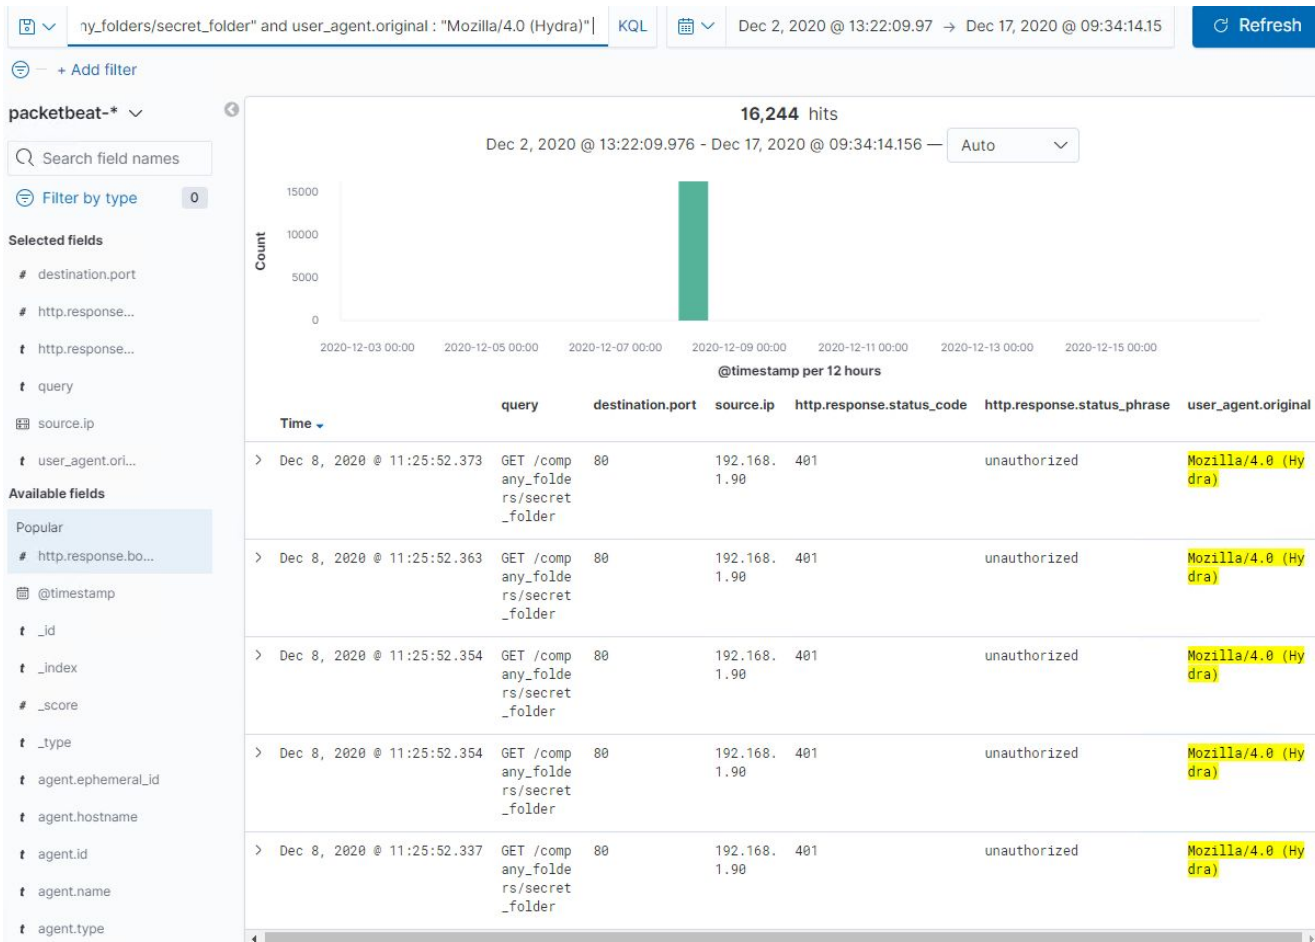 ny_folders/secret_folder" and user_agent.original : "Mozilla/4.0 (Hydra)" KQL Dec 2, 2020 @ 13:22:09.97 → Dec 17, 2020 @ 09:34:14.15 Refresh
+ Add filter
packetbeat-*
Search field names
Filter by type 0
Selected fields
# destination.port
# http.response...
t http.response...
t query
source.ip
t user_agent.ori...
Available fields
Popular
# http.response.bo...
@timestamp
t _id
t _index
# _score
t _type
t agent.ephemeral_id
t agent.hostname
t agent.id
t agent.name
t agent.type
16,244 hits
Dec 2, 2020 @ 13:22:09.976 - Dec 17, 2020 @ 09:34:14.156 — Auto
Count
15000
10000
5000
0
2020-12-03 00:00 2020-12-05 00:00 2020-12-07 00:00 2020-12-09 00:00 2020-12-11 00:00 2020-12-13 00:00 2020-12-15 00:00
@timestamp per 12 hours
Time query destination.port source.ip http.response.status_code http.response.status_phrase user_agent.original
> Dec 8, 2020 @ 11:25:52.373 GET /comp 80 192.168. 401 unauthorized Mozilla/4.0 (Hy
any_folde 1.90 dra)
rs/secret
_folder
> Dec 8, 2020 @ 11:25:52.363 GET /comp 80 192.168. 401 unauthorized Mozilla/4.0 (Hy
any_folde 1.90 dra)
rs/secret
_folder
> Dec 8, 2020 @ 11:25:52.354 GET /comp 80 192.168. 401 unauthorized Mozilla/4.0 (Hy
any_folde 1.90 dra)
rs/secret
_folder
> Dec 8, 2020 @ 11:25:52.354 GET /comp 80 192.168. 401 unauthorized Mozilla/4.0 (Hy
any_folde 1.90 dra)
rs/secret
_folder
> Dec 8, 2020 @ 11:25:52.337 GET /comp 80 192.168. 401 unauthorized Mozilla/4.0 (Hy
any_folde 1.90 dra)
rs/secret
_folder